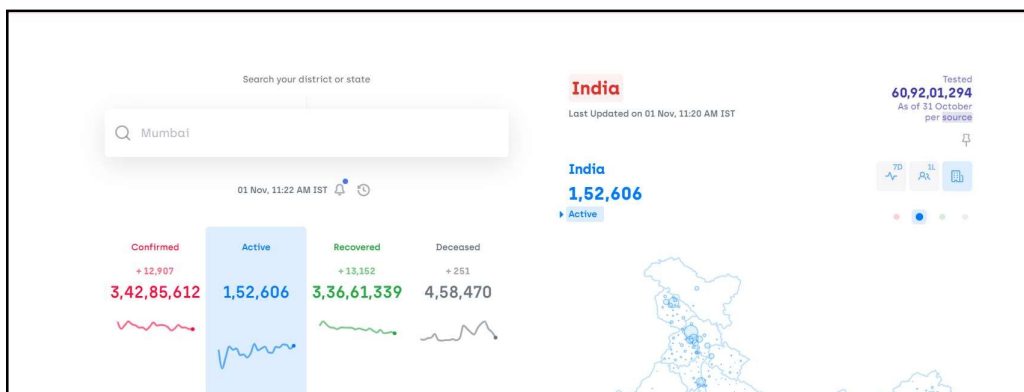 Search your district or state
Mumbai
01 Nov, 11:22 AM IST
Confirmed
+12,907
3,42,85,612
Active
1,52,606
Recovered
+13,152
3,36,61,339
Deceased
+251
4,58,470
India
Last Updated on 01 Nov, 11:20 AM IST
Tested
60,92,01,294
As of 31 October
per source
India
1,52,606
Active
7D
1L